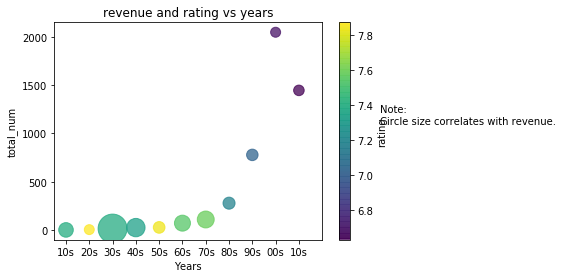 revenue and rating vs years
total_num
2000
1500
1000
500
0
10s 20s 30s 40s 50s 60s 70s 80s 90s 00s 10s
Years
7.8
7.6
7.4
7.2
7.0
6.8
rating
Note:
Circle size correlates with revenue.